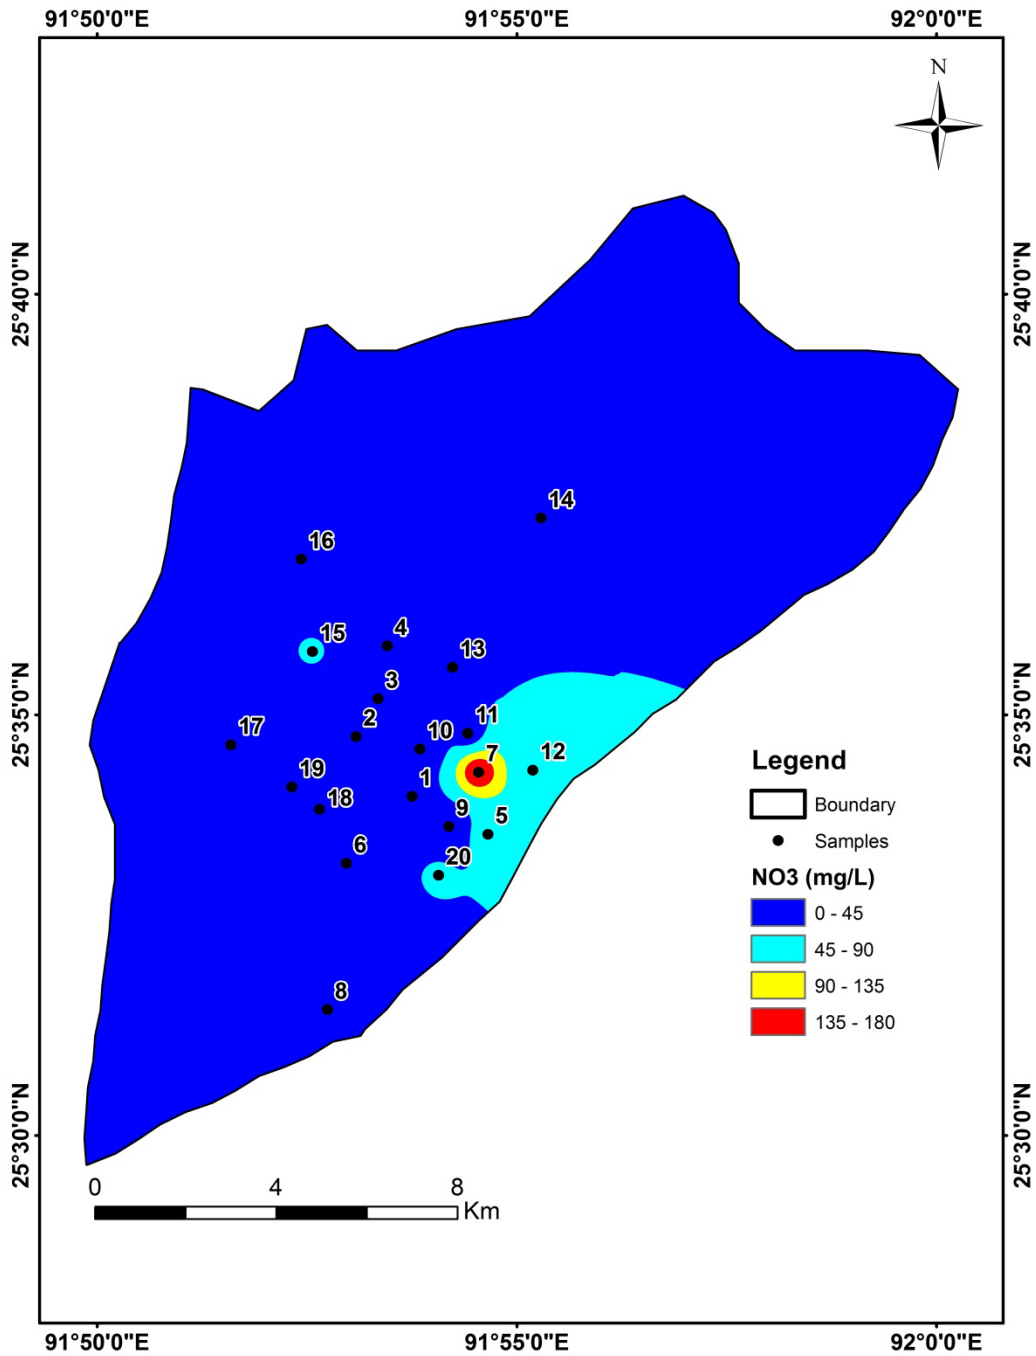 91°50'0"E 91°55'0"E 92°0'0"E
N
25°40'0"N 25°40'0"N
14
16
4
15
13
3
25°35'0"N 25°35'0"N
11
2
17
10
7
12
Legend
19
1
Boundary
18
9
5
Samples
6
20
NO3 (mg/L)
0 - 45
45 - 90
8
90 - 135
135 - 180
25°30'0"N 25°30'0"N
0 4 8
Km
91°50'0"E 91°55'0"E 92°0'0"E